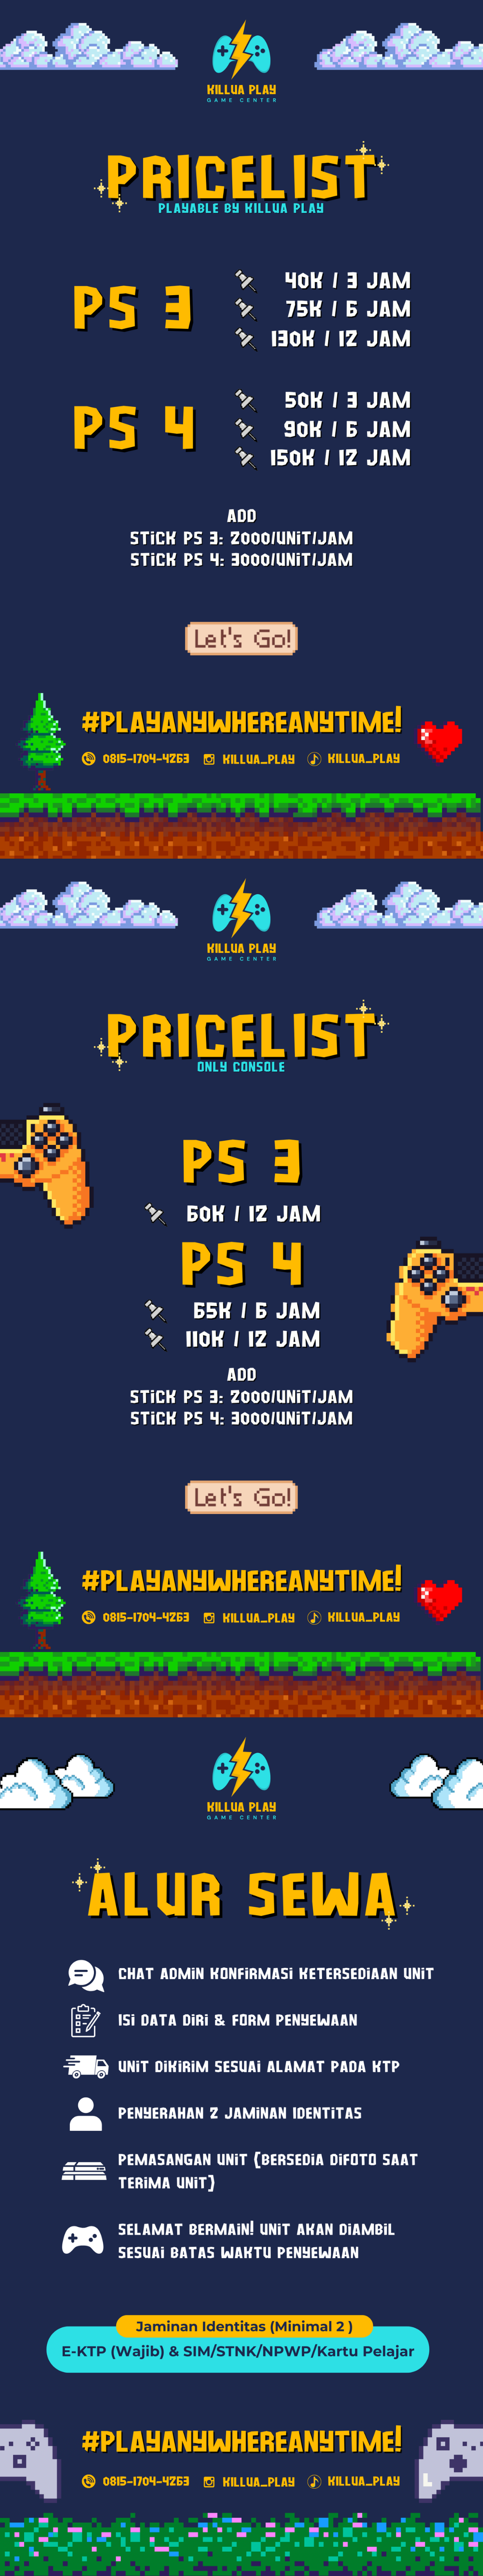 KILLUA PLAY
GAME CENTER
PRICELIST
PLAYABLE BY KILLUA PLAY
PS 3
40K / 3 JAM
75K / 6 JAM
130K / 12 JAM
PS 4
50K / 3 JAM
90K / 6 JAM
150K / 12 JAM
ADD
STiCK PS 3: 2000/UNiT/JAM
STiCK PS 4: 3000/UNiT/JAM
Let's Go!
#PLAYANYWHEREANYTIME!
0815-1704-4263 KILLUA_PLAY KILLUA_PLAY
KILLUA PLAY
GAME CENTER
PRICELIST
ONLY CONSOLE
PS 3
60K / 12 JAM
PS 4
65K / 6 JAM
110K / 12 JAM
ADD
STiCK PS 3: 2000/UNiT/JAM
STiCK PS 4: 3000/UNiT/JAM
Let's Go!
#PLAYANYWHEREANYTIME!
0815-1704-4263 KILLUA_PLAY KILLUA_PLAY
KILLUA PLAY
GAME CENTER
ALUR SEWA
CHAT ADMiN KONFiRMASi KETERSEDiAAN UNiT
ISi DATA DiRi & FORM PENYEWAAN
UNiT DiKiRiM SESUAi ALAMAT PADA KTP
PENYERAHAN 2 JAMiNAN IDENTiTAS
PEMASANGAN UNiT (BERSEDiA DiFOTO SAAT
TERiMA UNiT)
SELAMAT BERMAiN! UNiT AKAN DiAMBiL
SESUAi BATAS WAKTU PENYEWAAN
Jaminan Identitas (Minimal 2 )
E-KTP (Wajib) & SIM/STNK/NPWP/Kartu Pelajar
#PLAYANYWHEREANYTIME!
0815-1704-4263 KILLUA_PLAY KILLUA_PLAY